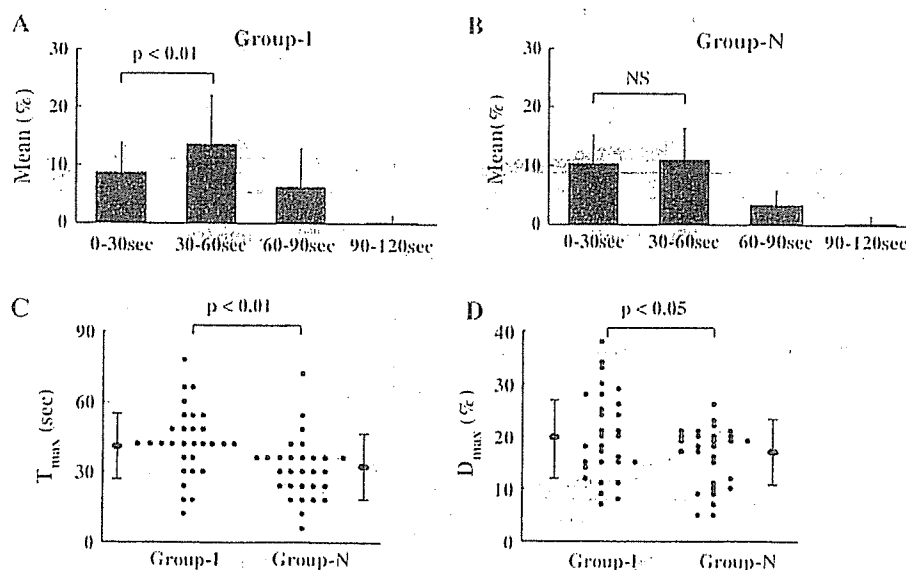 A
Group-I
30
20
10
0
Mean (%)
p < 0.01
0-30sec 30-60sec 60-90sec 90-120sec
B
Group-N
30
20
10
0
Mean(%)
NS
0-30sec 30-60sec 60-90sec 90-120sec
C
p < 0.01
90
60
30
0
Tmax (sec)
Group-I Group-N
D
p < 0.05
40
30
20
10
0
Dmax (%)
Group-I Group-N